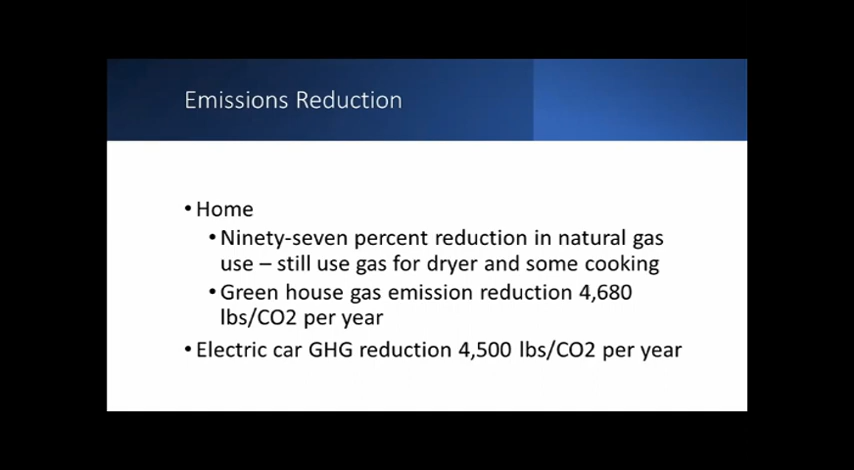 Emissions Reduction
• Home
• Ninety-seven percent reduction in natural gas
use – still use gas for dryer and some cooking
• Green house gas emission reduction 4,680
lbs/CO2 per year
• Electric car GHG reduction 4,500 lbs/CO2 per year